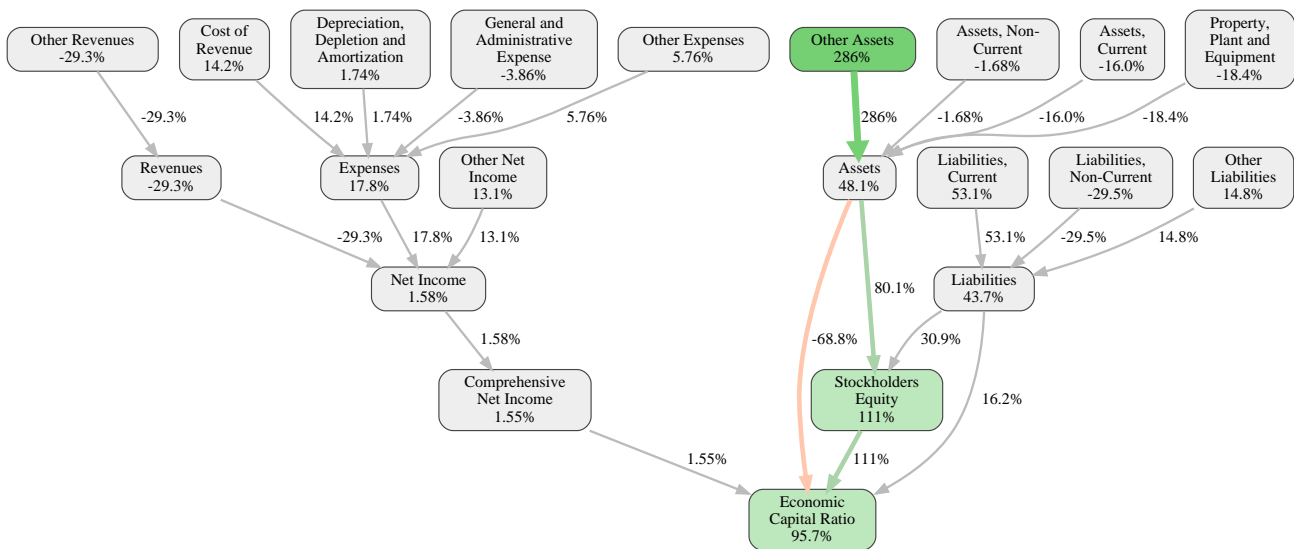 Other Revenues
-29.3%
Cost of
Revenue
14.2%
Depreciation,
Depletion and
Amortization
1.74%
General and
Administrative
Expense
-3.86%
Other Expenses
5.76%
Other Assets
286%
Assets, Non-
Current
-1.68%
Assets,
Current
-16.0%
Property,
Plant and
Equipment
-18.4%
-29.3%
14.2%
1.74%
-3.86%
5.76%
286%
-1.68%
-16.0%
-18.4%
Revenues
-29.3%
Expenses
17.8%
Other Net
Income
13.1%
Assets
48.1%
Liabilities,
Current
53.1%
Liabilities,
Non-Current
-29.5%
Other
Liabilities
14.8%
-29.3%
17.8%
13.1%
53.1%
-29.5%
14.8%
Net Income
1.58%
80.1%
Liabilities
43.7%
1.58%
-68.8%
30.9%
Comprehensive
Net Income
1.55%
Stockholders
Equity
111%
16.2%
1.55%
111%
Economic
Capital Ratio
95.7%